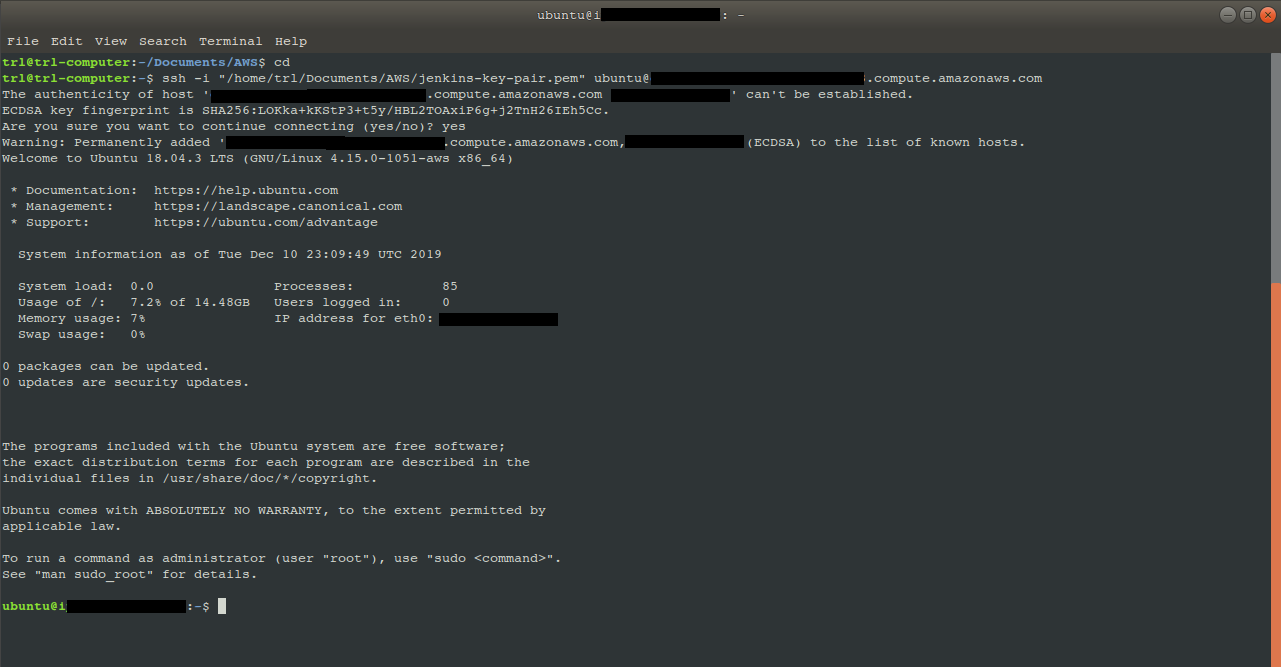 ubuntu@i : ~
File Edit View Search Terminal Help
trl@trl-computer:~/Documents/AWS$ cd
trl@trl-computer:~$ ssh -i "/home/trl/Documents/AWS/jenkins-key-pair.pem" ubuntu@ .compute.amazonaws.com
The authenticity of host ' .compute.amazonaws.com ' can't be established.
ECDSA key fingerprint is SHA256:LOKka+kKStP3+t5y/HBL2TOAxiP6g+j2TnH26IEh5Cc.
Are you sure you want to continue connecting (yes/no)? yes
Warning: Permanently added ' .compute.amazonaws.com, (ECDSA) to the list of known hosts.
Welcome to Ubuntu 18.04.3 LTS (GNU/Linux 4.15.0-1051-aws x86_64)
* Documentation: https://help.ubuntu.com
* Management: https://landscape.canonical.com
* Support: https://ubuntu.com/advantage
System information as of Tue Dec 10 23:09:49 UTC 2019
System load: 0.0 Processes: 85
Usage of /: 7.2% of 14.48GB Users logged in: 0
Memory usage: 7% IP address for eth0:
Swap usage: 0%
0 packages can be updated.
0 updates are security updates.
The programs included with the Ubuntu system are free software;
the exact distribution terms for each program are described in the
individual files in /usr/share/doc/*/copyright.
Ubuntu comes with ABSOLUTELY NO WARRANTY, to the extent permitted by
applicable law.
To run a command as administrator (user "root"), use "sudo <command>".
See "man sudo_root" for details.
ubuntu@i :~$